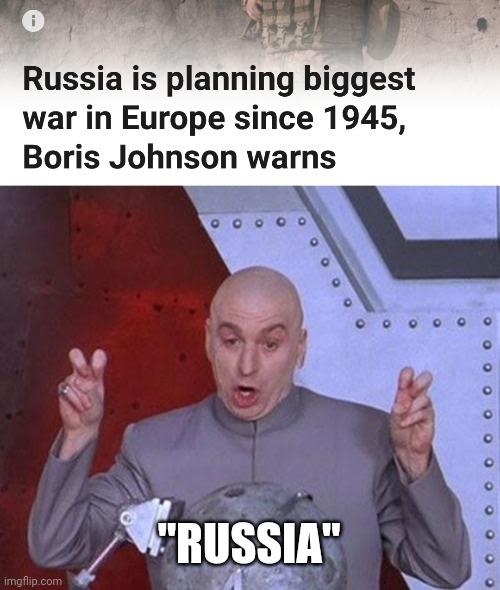 Russia is planning biggest
war in Europe since 1945,
Boris Johnson warns
"RUSSIA"
imgflip.com